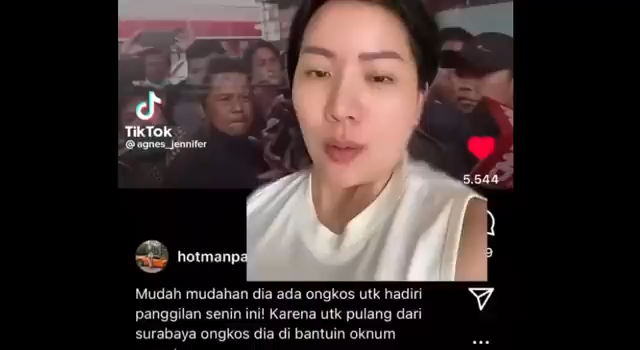 TikTok
@ agnes_jennifer
5.544
9
hotmanpa
Mudah mudahan dia ada ongkos utk hadiri
panggilan senin ini! Karena utk pulang dari
surabaya ongkos dia di bantuin oknum